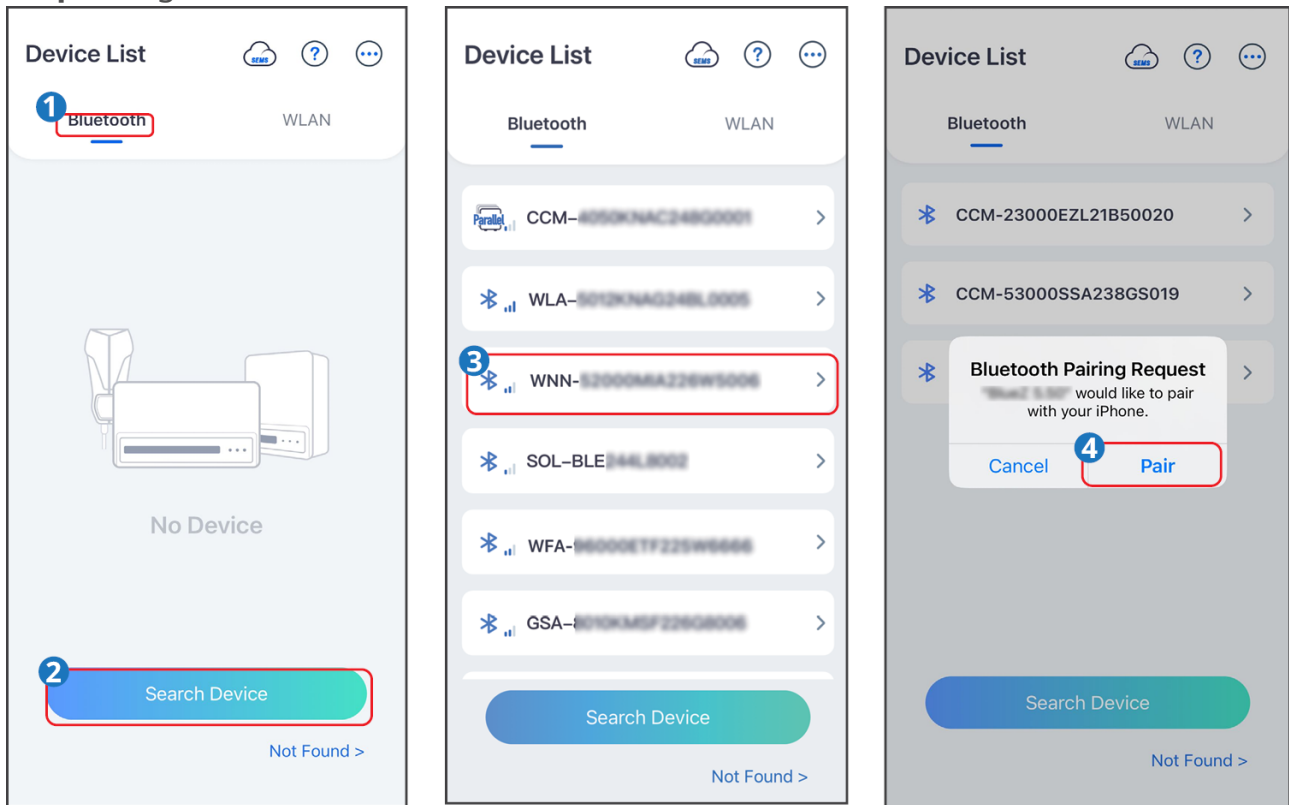 Device List
SEMS
?
1
Bluetooth
WLAN
No Device
2
Search Device
Not Found >
Device List
SEMS
?
Bluetooth
WLAN
Parallel
CCM-
WLA-
3
WNN-
SOL-BLE
WFA-
GSA-
Search Device
Not Found >
Device List
SEMS
?
Bluetooth
WLAN
CCM-23000EZL21B50020
CCM-53000SSA238GS019
Bluetooth Pairing Request
would like to pair
with your iPhone.
4
Cancel
Pair
Search Device
Not Found >